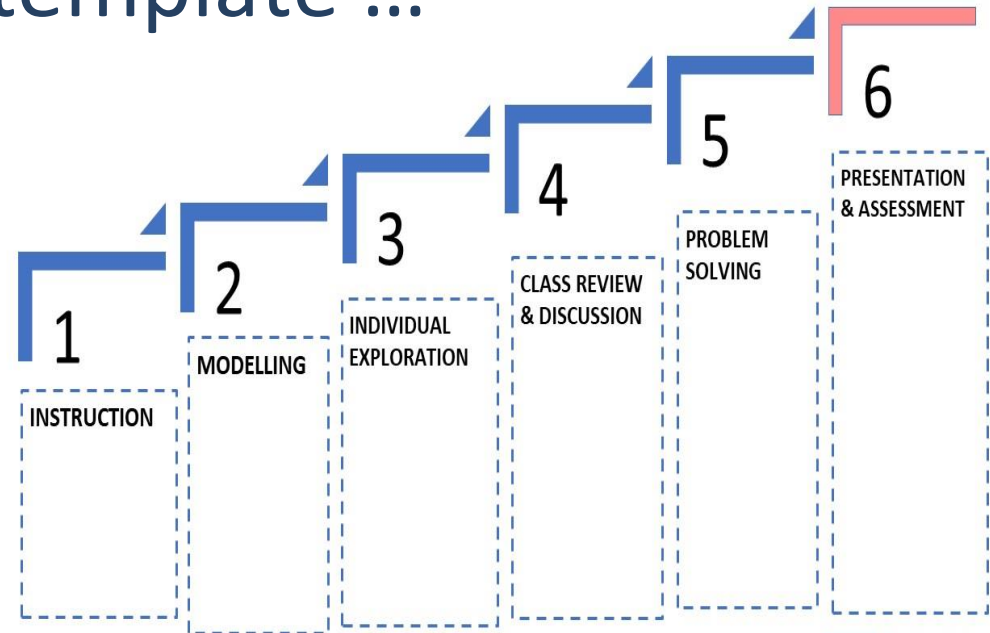 template ...
1
INSTRUCTION
2
MODELLING
3
INDIVIDUAL
EXPLORATION
4
CLASS REVIEW
& DISCUSSION
5
PROBLEM
SOLVING
6
PRESENTATION
& ASSESSMENT